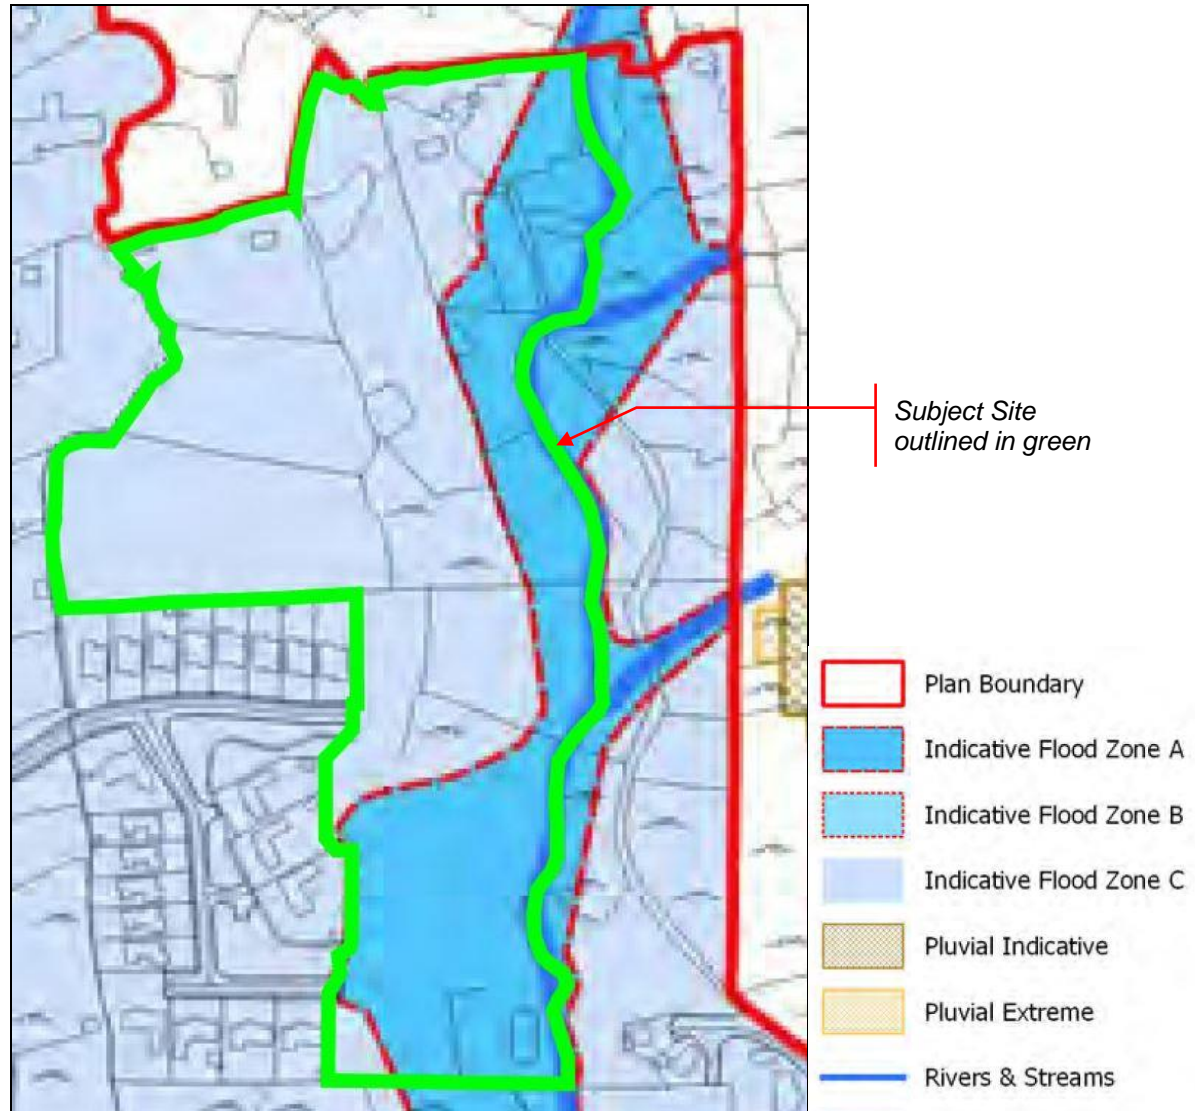 Subject Site
outlined in green
Plan Boundary
Indicative Flood Zone A
Indicative Flood Zone B
Indicative Flood Zone C
Pluvial Indicative
Pluvial Extreme
Rivers & Streams